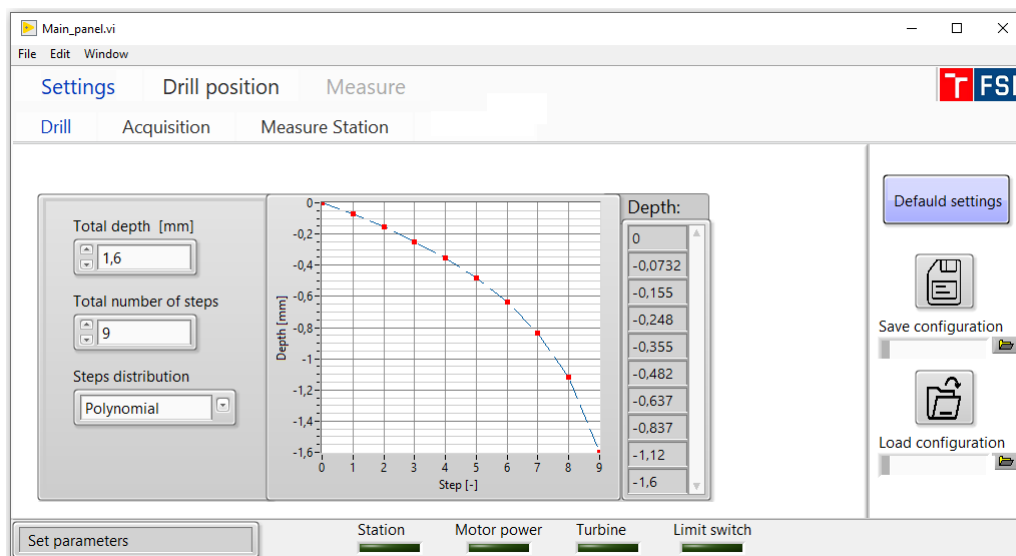 Main_panel.vi
File Edit Window
Settings Drill position Measure
FSI
Drill Acquisition Measure Station
Total depth [mm]
1,6
Total number of steps
9
Steps distribution
Polynomial
Depth [mm]
0
-0,2
-0,4
-0,6
-0,8
-1
-1,2
-1,4
-1,6
0 1 2 3 4 5 6 7 8 9
Step [-]
Depth:
0
-0,0732
-0,155
-0,248
-0,355
-0,482
-0,637
-0,837
-1,12
-1,6
Defauld settings
Save configuration
Load configuration
Set parameters
Station Motor power Turbine Limit switch